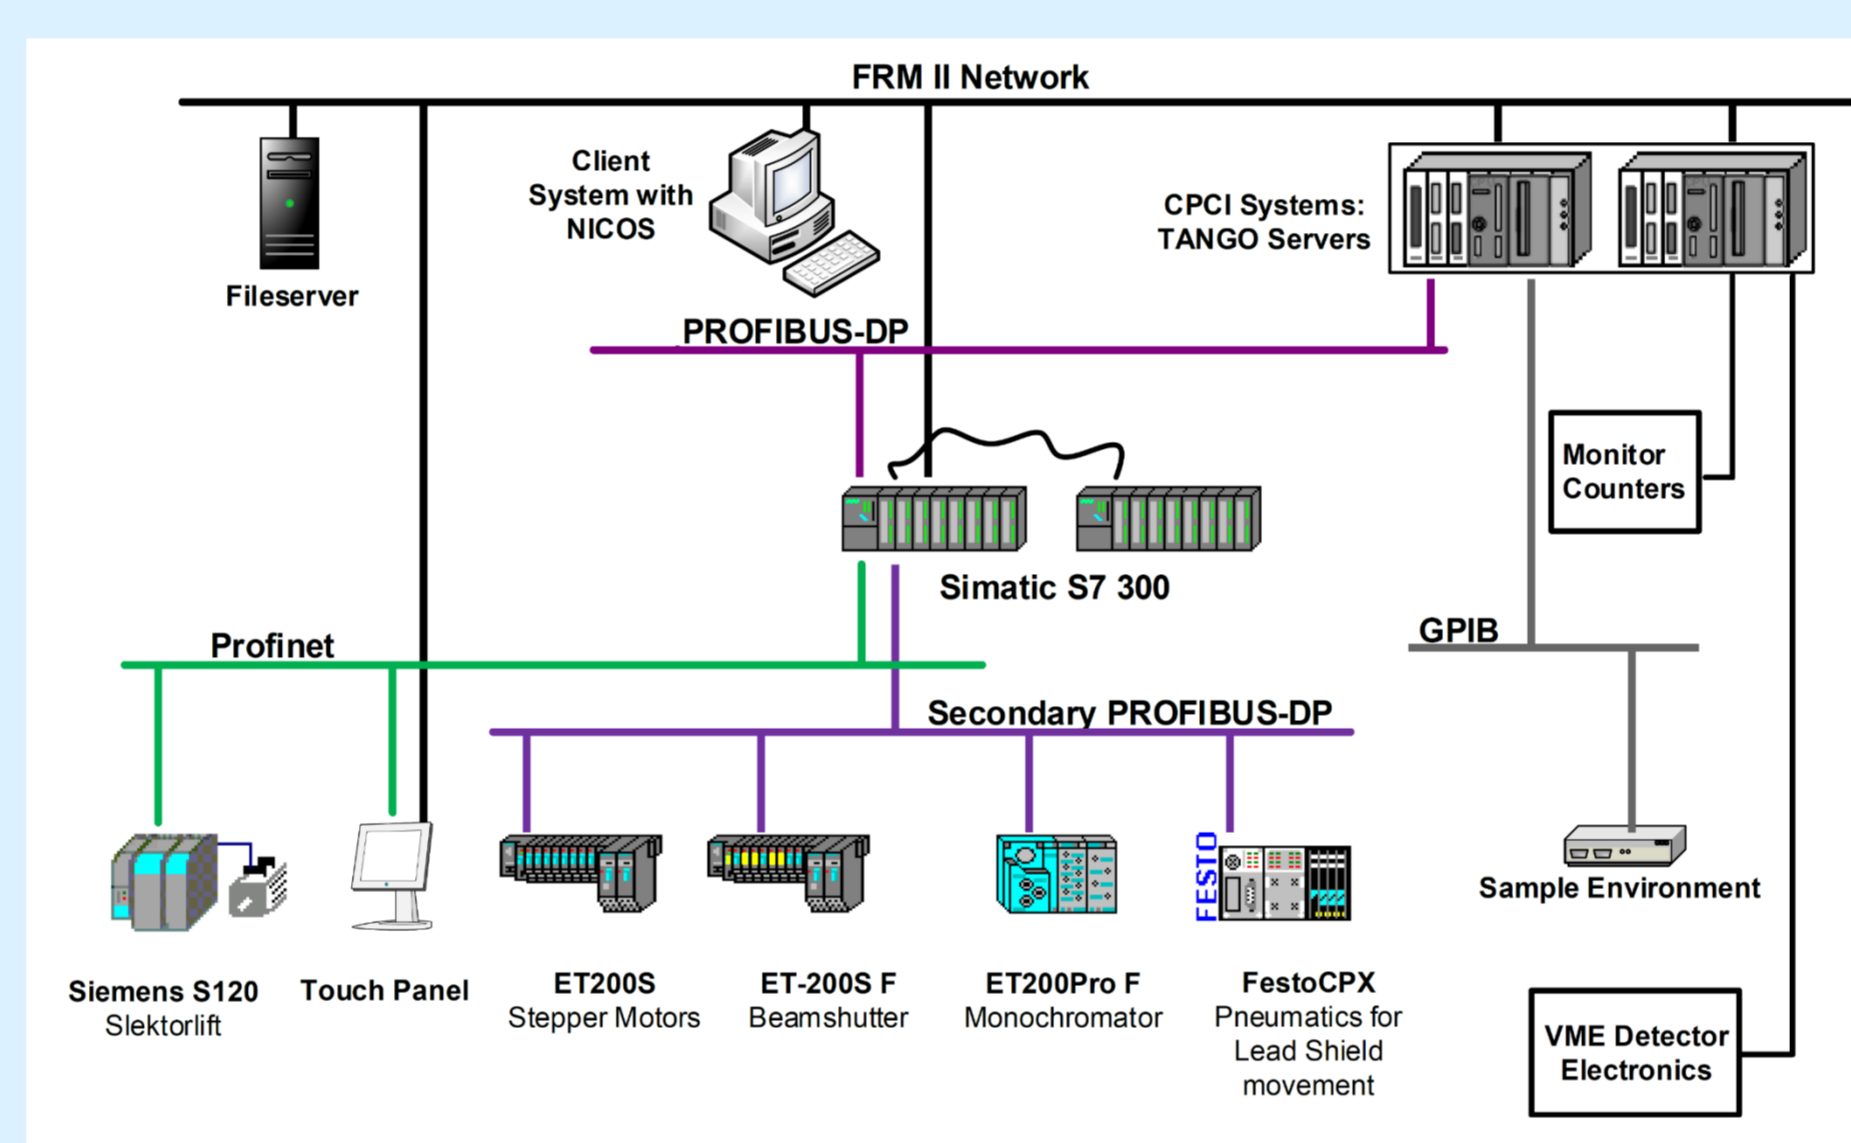 FRM II Network
Client
System with
NICOS
CPCI Systems:
TANGO Servers
Fileserver
PROFIBUS-DP
Monitor
Counters
Simatic S7 300
Profinet
GPIB
Secondary PROFIBUS-DP
FESTO
Sample Environment
Siemens S120
Slektorlift
Touch Panel
ET200S
Stepper Motors
ET-200S F
Beamshutter
ET200Pro F
Monochromator
FestoCPX
Pneumatics for
Lead Shield
movement
VME Detector
Electronics